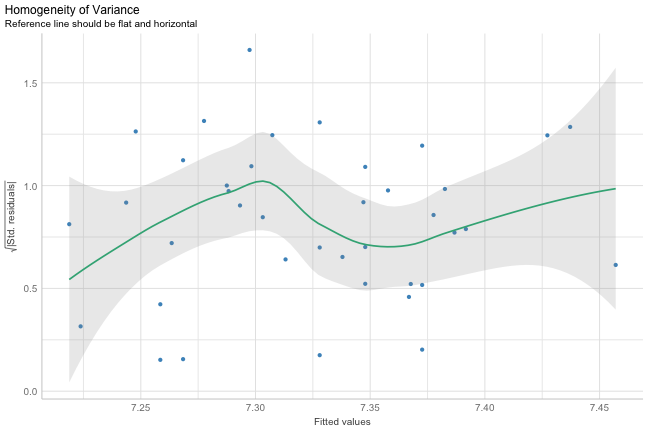 Homogeneity of Variance
Reference line should be flat and horizontal
√|Std. residuals|
1.5
1.0
0.5
0.0
7.25 7.30 7.35 7.40 7.45
Fitted values